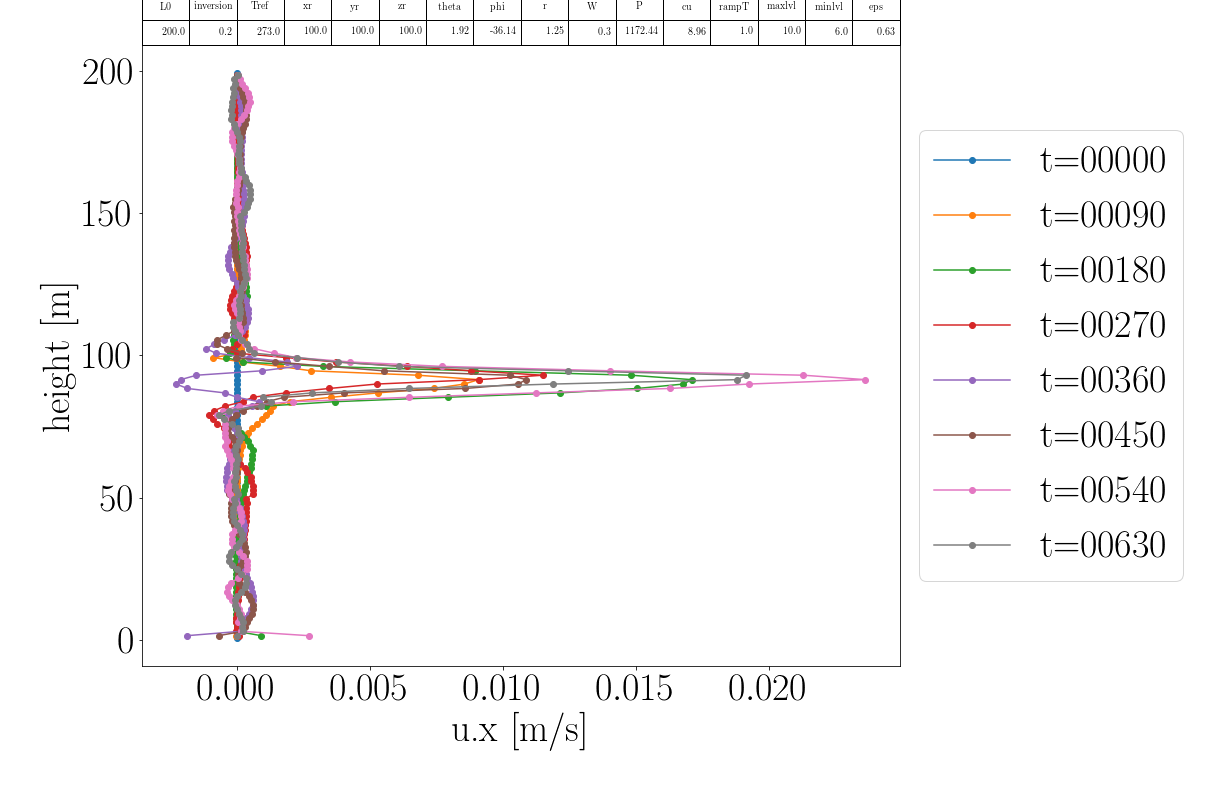 L0 inversion Tref xr yr zr theta phi r W P cu rampT maxlvl minlvl eps
200.0 0.2 273.0 100.0 100.0 100.0 1.92 -36.14 1.25 0.3 1172.44 8.96 1.0 10.0 6.0 0.63
200
150
100
50
0
height [m]
0.000 0.005 0.010 0.015 0.020
u.x [m/s]
t=00000
t=00090
t=00180
t=00270
t=00360
t=00450
t=00540
t=00630